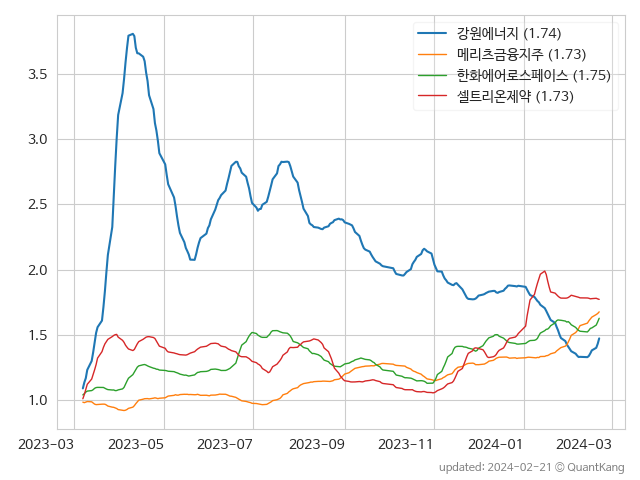 강원에너지 (1.74)
메리츠금융지주 (1.73)
한화에어로스페이스 (1.75)
셀트리온제약 (1.73)
3.5
3.0
2.5
2.0
1.5
1.0
2023-03 2023-05 2023-07 2023-09 2023-11 2024-01 2024-03
updated: 2024-02-21 © QuantKang